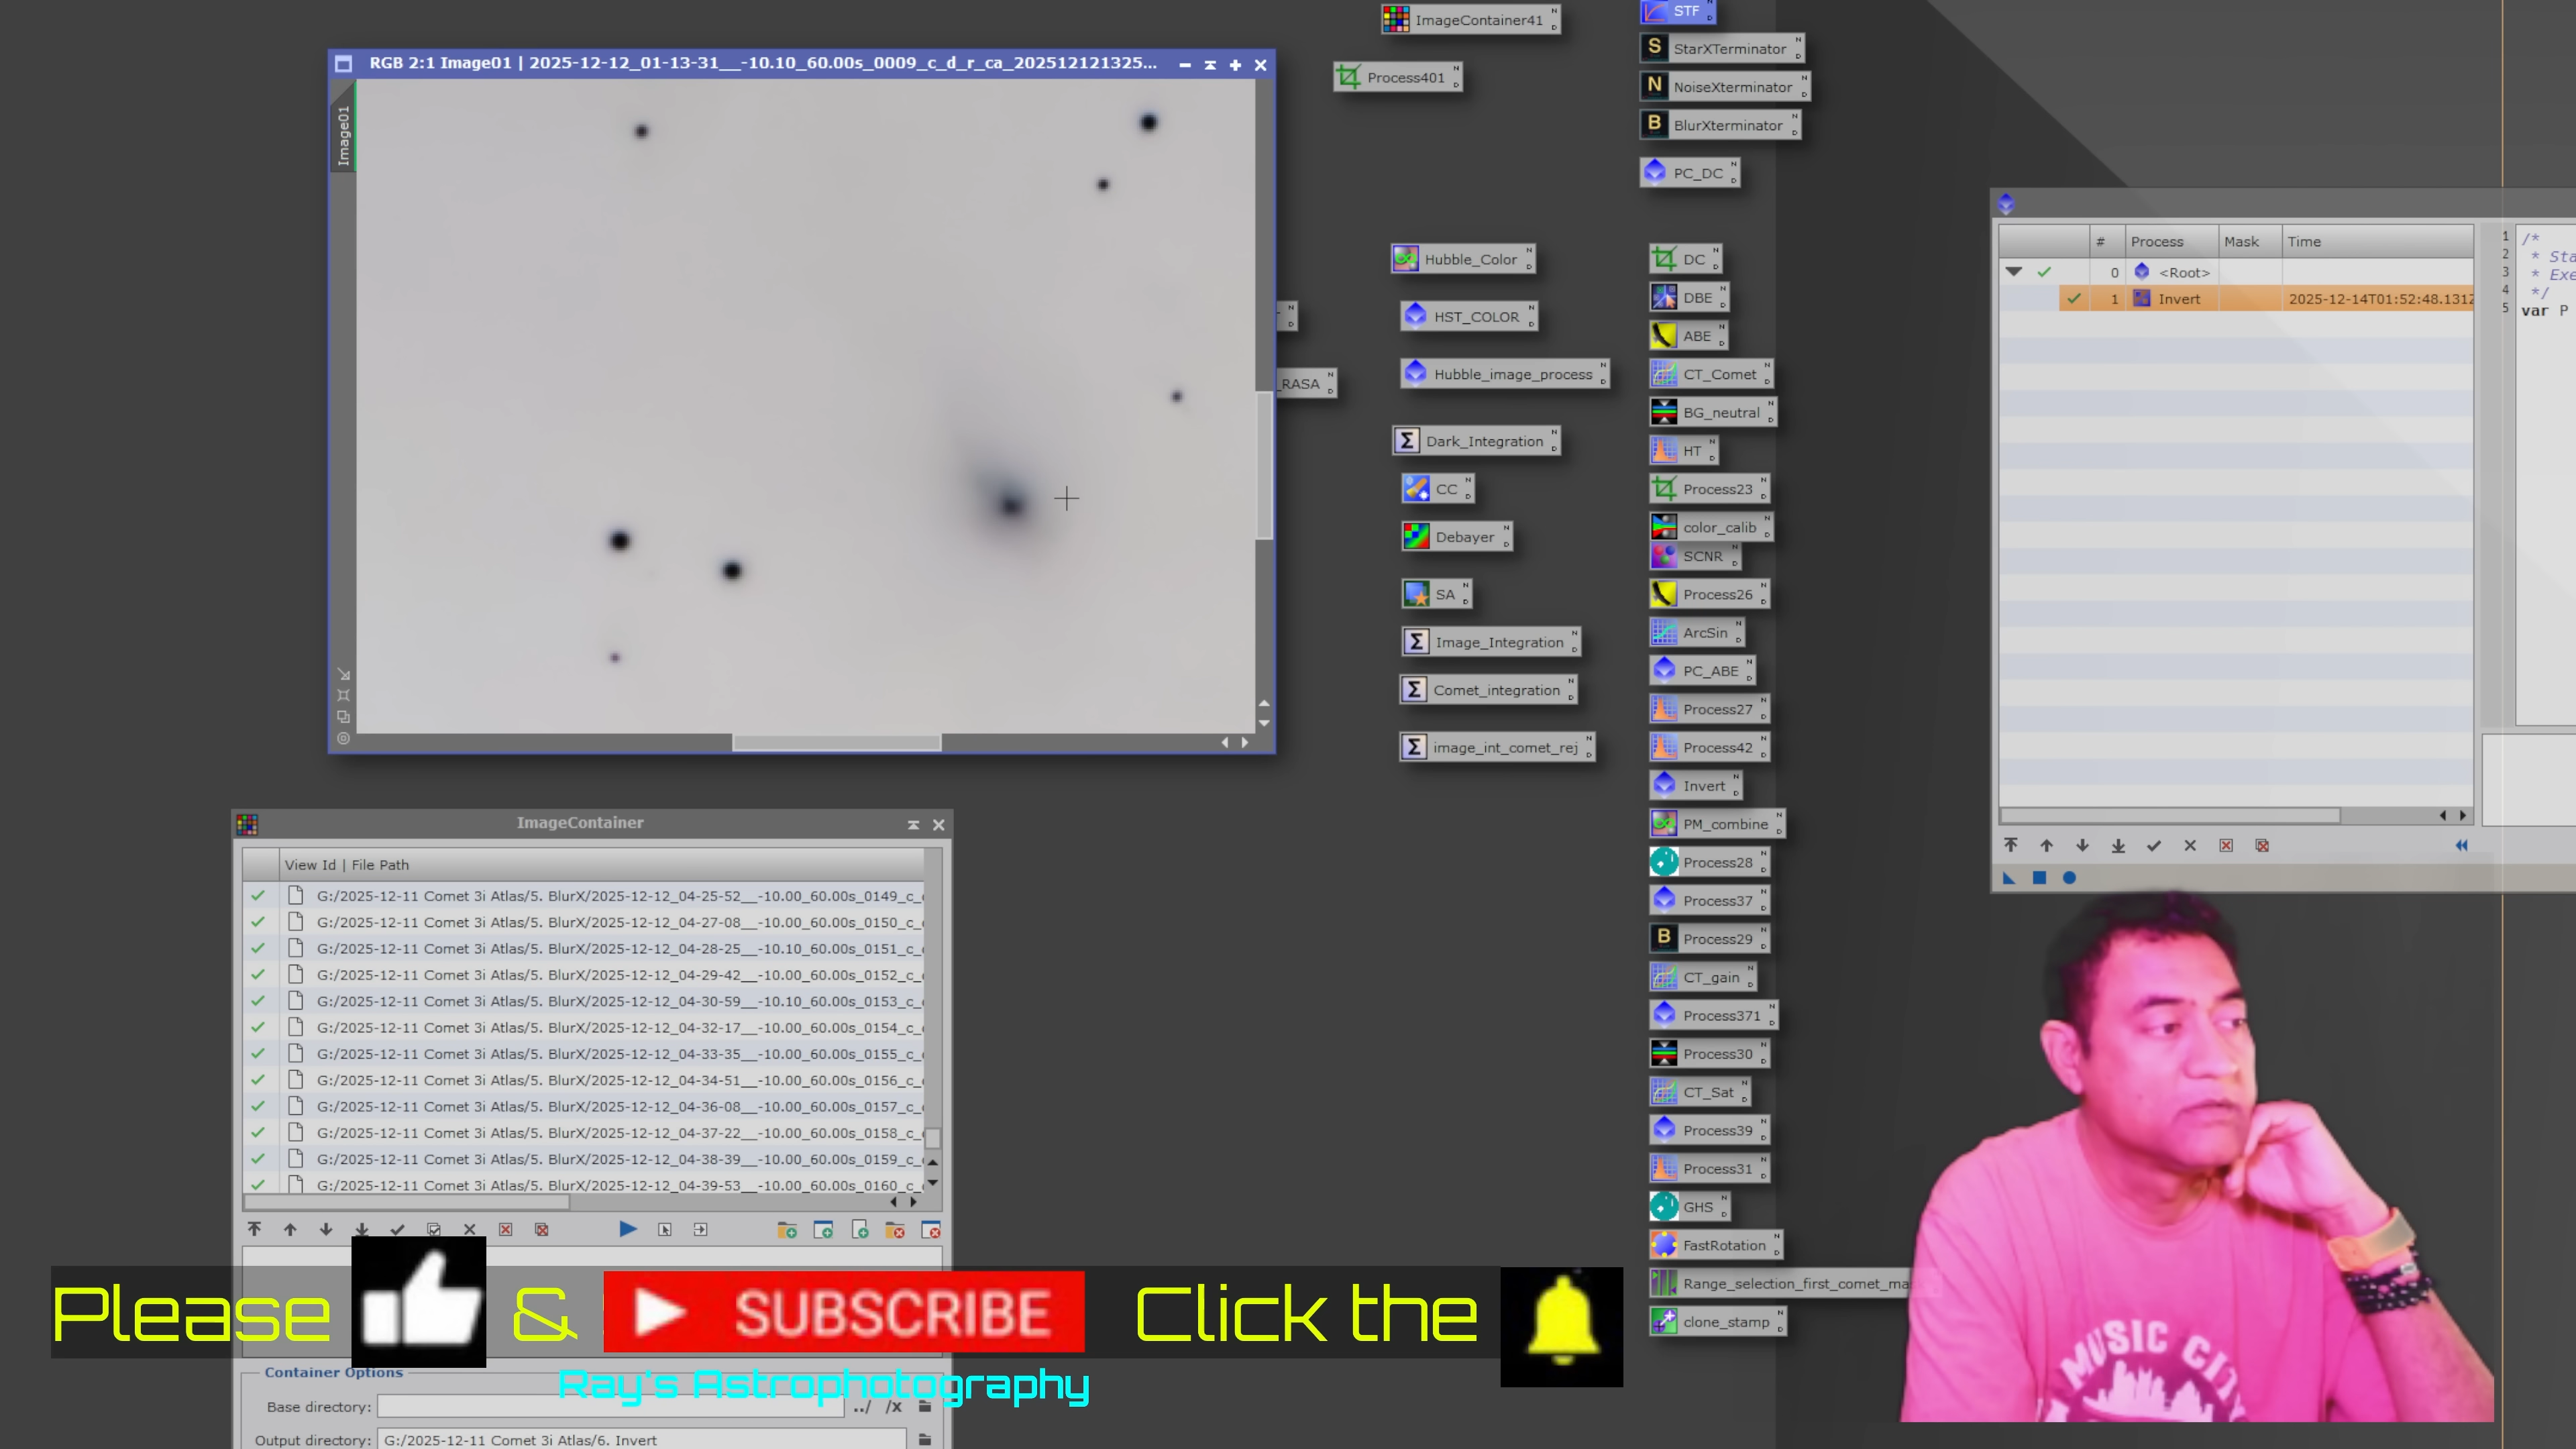 RGB 2:1 Image01 | 2025-12-12_01-13-31__-10.10_60.00s_0009_c_d_r_ca_202512121325...
Image01
ImageContainer41
Process401
_RASA
Hubble_Color
HST_COLOR
Hubble_image_process
Dark_Integration
CC
Debayer
SA
Image_Integration
Comet_integration
image_int_comet_rej
STF
StarXTerminator
NoiseXterminator
BlurXterminator
PC_DC
DC
DBE
ABE
CT_Comet
BG_neutral
HT
Process23
color_calib
SCNR
Process26
ArcSin
PC_ABE
Process27
Process42
Invert
PM_combine
Process28
Process37
Process29
CT_gain
Process371
Process30
CT_Sat
Process39
Process31
GHS
FastRotation
Range_selection_first_comet_ma
clone_stamp
# Process Mask Time
0 <Root>
1 Invert 2025-12-14T01:52:48.131Z
1 /*
2 * Sta
3 * Exe
4 */
5 var P
ImageContainer
View Id | File Path
G:/2025-12-11 Comet 3i Atlas/5. BlurX/2025-12-12_04-25-52__-10.00_60.00s_0149_c_
G:/2025-12-11 Comet 3i Atlas/5. BlurX/2025-12-12_04-27-08__-10.00_60.00s_0150_c_
G:/2025-12-11 Comet 3i Atlas/5. BlurX/2025-12-12_04-28-25__-10.10_60.00s_0151_c_
G:/2025-12-11 Comet 3i Atlas/5. BlurX/2025-12-12_04-29-42__-10.00_60.00s_0152_c_
G:/2025-12-11 Comet 3i Atlas/5. BlurX/2025-12-12_04-30-59__-10.10_60.00s_0153_c_
G:/2025-12-11 Comet 3i Atlas/5. BlurX/2025-12-12_04-32-17__-10.00_60.00s_0154_c_
G:/2025-12-11 Comet 3i Atlas/5. BlurX/2025-12-12_04-33-35__-10.00_60.00s_0155_c_
G:/2025-12-11 Comet 3i Atlas/5. BlurX/2025-12-12_04-34-51__-10.00_60.00s_0156_c_
G:/2025-12-11 Comet 3i Atlas/5. BlurX/2025-12-12_04-36-08__-10.00_60.00s_0157_c_
G:/2025-12-11 Comet 3i Atlas/5. BlurX/2025-12-12_04-37-22__-10.00_60.00s_0158_c_
G:/2025-12-11 Comet 3i Atlas/5. BlurX/2025-12-12_04-38-39__-10.00_60.00s_0159_c_
G:/2025-12-11 Comet 3i Atlas/5. BlurX/2025-12-12_04-39-53__-10.00_60.00s_0160_c_
Please & SUBSCRIBE Click the
Ray's Astrophotography
Container Options
Base directory: ../ /x
Output directory: G:/2025-12-11 Comet 3i Atlas/6. Invert
MUSIC CITY